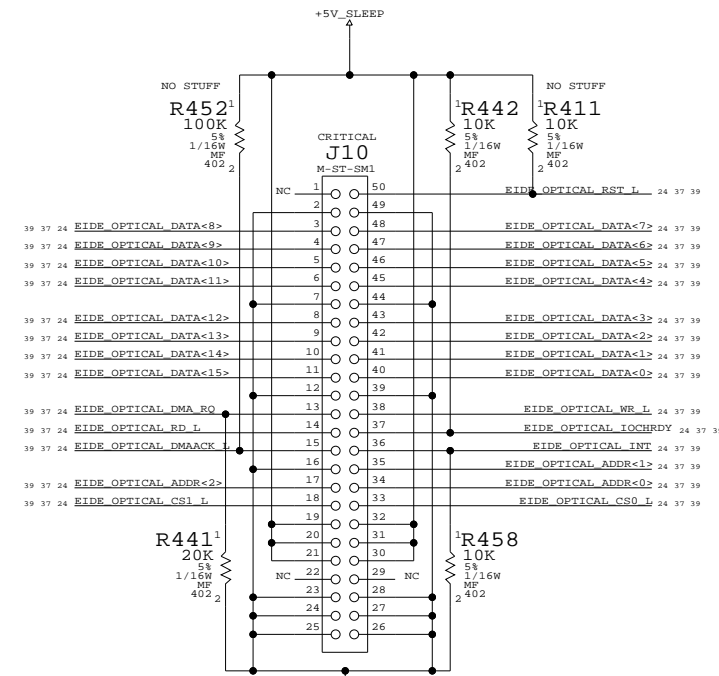 +5V_SLEEP
NO STUFF
NO STUFF
R452 1
100K
5%
1/16W
MF
402
2
1 R442
10K
5%
1/16W
MF
402
2
1 R411
10K
5%
1/16W
MF
402
2
CRITICAL
J10
M-ST-SM1
NC 1 50 EIDE_OPTICAL_RST_L 24 37 39
2 49
39 37 24 EIDE_OPTICAL_DATA<8> 3 48 EIDE_OPTICAL_DATA<7> 24 37 39
39 37 24 EIDE_OPTICAL_DATA<9> 4 47 EIDE_OPTICAL_DATA<6> 24 37 39
39 37 24 EIDE_OPTICAL_DATA<10> 5 46 EIDE_OPTICAL_DATA<5> 24 37 39
39 37 24 EIDE_OPTICAL_DATA<11> 6 45 EIDE_OPTICAL_DATA<4> 24 37 39
7 44
39 37 24 EIDE_OPTICAL_DATA<12> 8 43 EIDE_OPTICAL_DATA<3> 24 37 39
39 37 24 EIDE_OPTICAL_DATA<13> 9 42 EIDE_OPTICAL_DATA<2> 24 37 39
39 37 24 EIDE_OPTICAL_DATA<14> 10 41 EIDE_OPTICAL_DATA<1> 24 37 39
39 37 24 EIDE_OPTICAL_DATA<15> 11 40 EIDE_OPTICAL_DATA<0> 24 37 39
12 39
39 37 24 EIDE_OPTICAL_DMA_RQ 13 38 EIDE_OPTICAL_WR_L 24 37 39
39 37 24 EIDE_OPTICAL_RD_L 14 37 EIDE_OPTICAL_IOCHRDY 24 37 39
39 37 24 EIDE_OPTICAL_DMAACK_L 15 36 EIDE_OPTICAL_INT 24 37 39
16 35 EIDE_OPTICAL_ADDR<1> 24 37 39
39 37 24 EIDE_OPTICAL_ADDR<2> 17 34 EIDE_OPTICAL_ADDR<0> 24 37 39
39 37 24 EIDE_OPTICAL_CS1_L 18 33 EIDE_OPTICAL_CS0_L 24 37 39
19 32
20 31
21 30
NC 22 29 NC
23 28
24 27
25 26
R441 1
20K
5%
1/16W
MF
402
2
1 R458
10K
5%
1/16W
MF
402
2